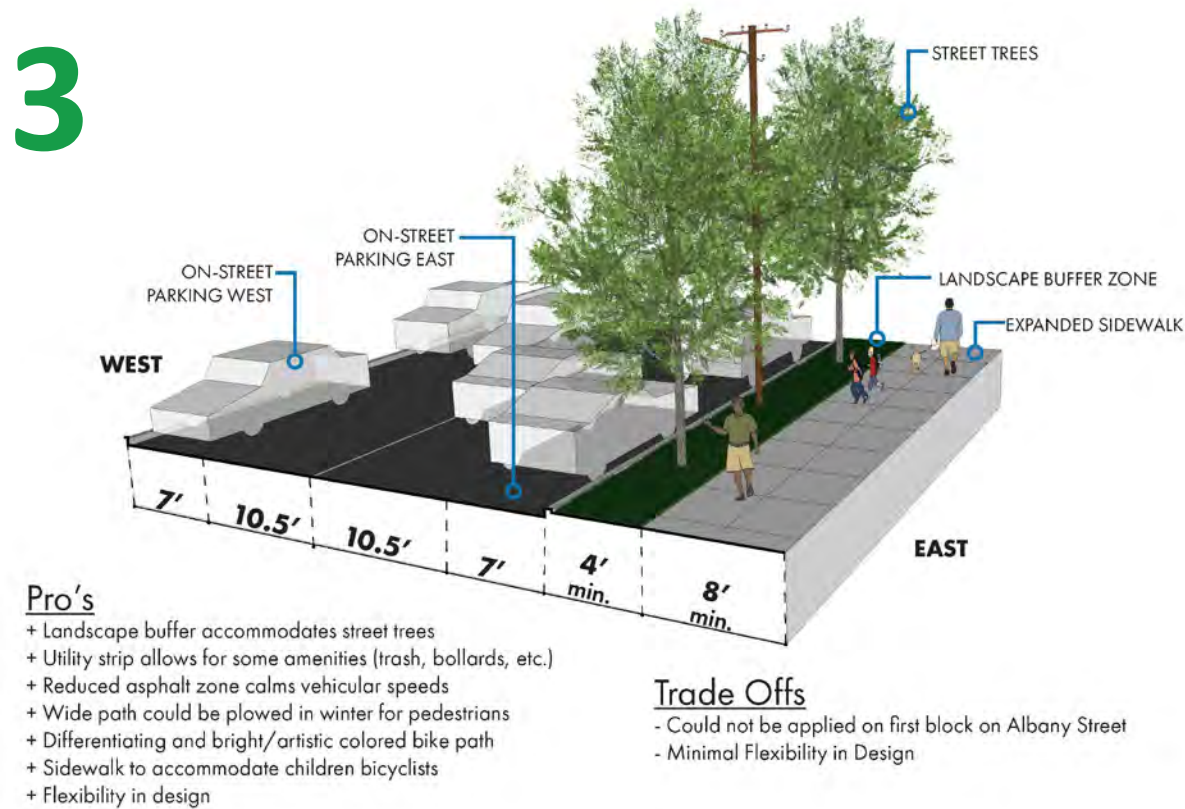 3
STREET TREES
ON-STREET
PARKING EAST
ON-STREET
PARKING WEST
LANDSCAPE BUFFER ZONE
EXPANDED SIDEWALK
WEST
EAST
7'
10.5'
10.5'
7'
4'
min.
8'
min.
Pro's
+ Landscape buffer accommodates street trees
+ Utility strip allows for some amenities (trash, bollards, etc.)
+ Reduced asphalt zone calms vehicular speeds
+ Wide path could be plowed in winter for pedestrians
+ Differentiating and bright/artistic colored bike path
+ Sidewalk to accommodate children bicyclists
+ Flexibility in design
Trade Offs
- Could not be applied on first block on Albany Street
- Minimal Flexibility in Design